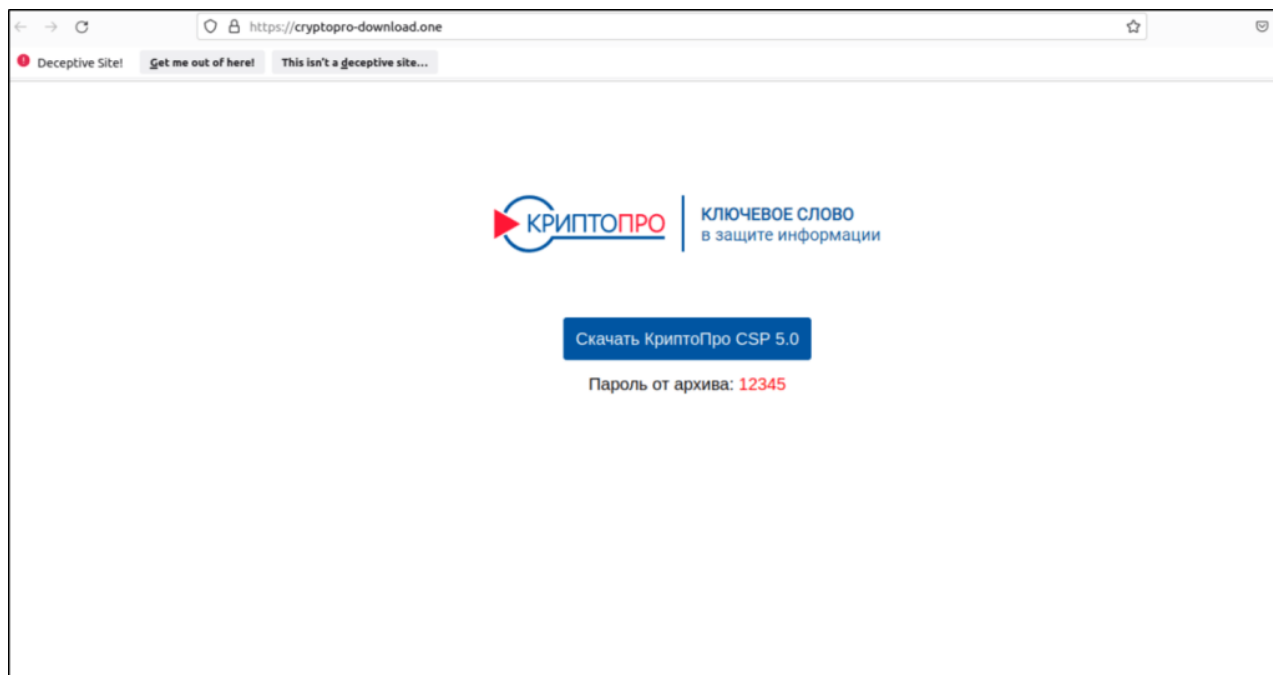 https://cryptopro-download.one
Deceptive Site! Get me out of here! This isn't a deceptive site...
КРИПТОПРО
КЛЮЧЕВОЕ СЛОВО
в защите информации
Скачать КриптоПро CSP 5.0
Пароль от архива: 12345